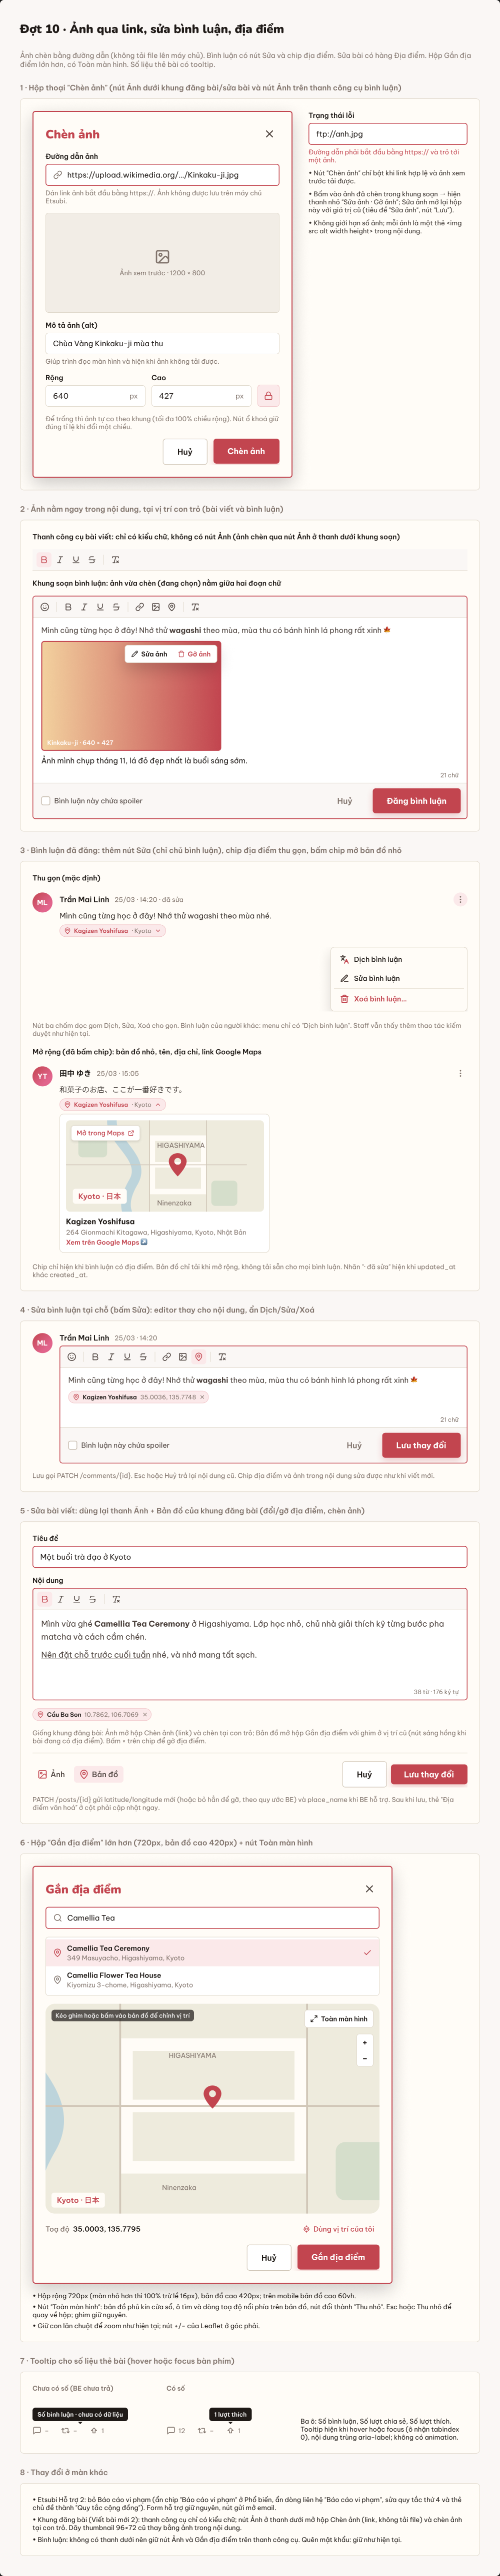 Đợt 10 · Ảnh qua link, sửa bình luận, địa điểm
Ảnh chèn bằng đường dẫn (không tải file lên máy chủ). Bình luận có nút Sửa và chip địa điểm. Sửa bài có hàng Địa điểm. Hộp Gắn địa
điểm lớn hơn, có Toàn màn hình. Số liệu thẻ bài có tooltip.
1 · Hộp thoại "Chèn ảnh" (nút Ảnh dưới khung đăng bài/sửa bài và nút Ảnh trên thanh công cụ bình luận)
Chèn ảnh
Đường dẫn ảnh
https://upload.wikimedia.org/.../Kinkaku-ji.jpg
Dán link ảnh bắt đầu bằng https://. Ảnh không được lưu trên máy chủ
Etsubi.
Ảnh xem trước · 1200 × 800
Mô tả ảnh (alt)
Chùa Vàng Kinkaku-ji mùa thu
Giúp trình đọc màn hình và hiện khi ảnh không tải được.
Rộng
Cao
640 px
427 px
Để trống thì ảnh tự co theo khung (tối đa 100% chiều rộng). Nút ổ khoá giữ
đúng tỉ lệ khi đổi một chiều.
Huỷ
Chèn ảnh
Trạng thái lỗi
ftp://anh.jpg
Đường dẫn phải bắt đầu bằng https:// và trỏ tới
một ảnh.
• Nút "Chèn ảnh" chỉ bật khi link hợp lệ và ảnh xem
trước tải được.
• Bấm vào ảnh đã chèn trong khung soạn → hiện
thanh nhỏ "Sửa ảnh · Gỡ ảnh"; Sửa ảnh mở lại hộp
này với giá trị cũ (tiêu đề "Sửa ảnh", nút "Lưu").
• Không giới hạn số ảnh; mỗi ảnh là một thẻ <img
src alt width height> trong nội dung.
2 · Ảnh nằm ngay trong nội dung, tại vị trí con trỏ (bài viết và bình luận)
Thanh công cụ bài viết: chỉ có kiểu chữ, không có nút Ảnh (ảnh chèn qua nút Ảnh ở thanh dưới khung soạn)
B I U S
Khung soạn bình luận: ảnh vừa chèn (đang chọn) nằm giữa hai đoạn chữ
B I U S
Mình cũng từng học ở đây! Nhớ thử wagashi theo mùa, mùa thu có bánh hình lá phong rất xinh 🍁
Sửa ảnh
Gỡ ảnh
Kinkaku-ji · 640 × 427
Ảnh mình chụp tháng 11, lá đỏ đẹp nhất là buổi sáng sớm.
21 chữ
Bình luận này chứa spoiler
Huỷ
Đăng bình luận
3 · Bình luận đã đăng: thêm nút Sửa (chỉ chủ bình luận), chip địa điểm thu gọn, bấm chip mở bản đồ nhỏ
Thu gọn (mặc định)
ML
Trần Mai Linh 25/03 · 14:20 · đã sửa
Mình cũng từng học ở đây! Nhớ thử wagashi theo mùa nhé.
Kagizen Yoshifusa · Kyoto
Dịch bình luận
Sửa bình luận
Xoá bình luận...
Nút ba chấm dọc gom Dịch, Sửa, Xoá cho gọn. Bình luận của người khác: menu chỉ có "Dịch bình luận". Staff vẫn thấy thêm thao tác kiểm
duyệt như hiện tại.
Mở rộng (đã bấm chip): bản đồ nhỏ, tên, địa chỉ, link Google Maps
YT
田中 ゆき 25/03 · 15:05
和菓子のお店、ここが一番好きです。
Kagizen Yoshifusa · Kyoto
Mở trong Maps
HIGASHIYAMA
Kyoto · 日本
Ninenzaka
Kagizen Yoshifusa
264 Gionmachi Kitagawa, Higashiyama, Kyoto, Nhật Bản
Xem trên Google Maps ↗
Chip chỉ hiện khi bình luận có địa điểm. Bản đồ chỉ tải khi mở rộng, không tải sẵn cho mọi bình luận. Nhãn "· đã sửa" hiện khi updated_at
khác created_at.
4 · Sửa bình luận tại chỗ (bấm Sửa): editor thay cho nội dung, ẩn Dịch/Sửa/Xoá
ML
Trần Mai Linh 25/03 · 14:20
B I U S
Mình cũng từng học ở đây! Nhớ thử wagashi theo mùa, mùa thu có bánh hình lá phong rất xinh 🍁
Kagizen Yoshifusa 35.0036, 135.7748 ×
21 chữ
Bình luận này chứa spoiler
Huỷ
Lưu thay đổi
Lưu gọi PATCH /comments/{id}. Esc hoặc Huỷ trả lại nội dung cũ. Chip địa điểm và ảnh trong nội dung sửa được như khi viết mới.
5 · Sửa bài viết: dùng lại thanh Ảnh + Bản đồ của khung đăng bài (đổi/gỡ địa điểm, chèn ảnh)
Tiêu đề
Một buổi trà đạo ở Kyoto
Nội dung
B I U S
Mình vừa ghé Camellia Tea Ceremony ở Higashiyama. Lớp học nhỏ, chủ nhà giải thích kỹ từng bước pha
matcha và cách cầm chén.
Nên đặt chỗ trước cuối tuần nhé, và nhớ mang tất sạch.
38 từ · 176 ký tự
Cầu Ba Son 10.7862, 106.7069 ×
Giống khung đăng bài: Ảnh mở hộp Chèn ảnh (link) và chèn tại con trỏ; Bản đồ mở hộp Gắn địa điểm với ghim ở vị trí cũ (nút sáng hồng khi
bài đang có địa điểm). Bấm × trên chip để gỡ địa điểm.
Ảnh
Bản đồ
Huỷ
Lưu thay đổi
PATCH /posts/{id} gửi latitude/longitude mới (hoặc bỏ hẳn để gỡ, theo quy ước BE) và place_name khi BE hỗ trợ. Sau khi lưu, thẻ "Địa
điểm văn hoá" ở cột phải cập nhật ngay.
6 · Hộp "Gắn địa điểm" lớn hơn (720px, bản đồ cao 420px) + nút Toàn màn hình
Gắn địa điểm
Camellia Tea
Camellia Tea Ceremony
349 Masuyacho, Higashiyama, Kyoto
Camellia Flower Tea House
Kiyomizu 3-chome, Higashiyama, Kyoto
Kéo ghim hoặc bấm vào bản đồ để chỉnh vị trí
Toàn màn hình
+
−
HIGASHIYAMA
Ninenzaka
Kyoto · 日本
Toạ độ 35.0003, 135.7795
Dùng vị trí của tôi
Huỷ
Gắn địa điểm
• Hộp rộng 720px (màn nhỏ hơn thì 100% trừ lề 16px), bản đồ cao 420px; trên mobile bản đồ cao 60vh.
• Nút "Toàn màn hình": bản đồ phủ kín cửa sổ, ô tìm và dòng toạ độ nổi phía trên bản đồ, nút đổi thành "Thu nhỏ". Esc hoặc Thu nhỏ để
quay về hộp; ghim giữ nguyên.
• Giữ con lăn chuột để zoom như hiện tại; nút +/− của Leaflet ở góc phải.
7 · Tooltip cho số liệu thẻ bài (hover hoặc focus bàn phím)
Chưa có số (BE chưa trả)
Số bình luận · chưa có dữ liệu
– – 1
Có số
1 lượt thích
12 – 1
Ba ô: Số bình luận, Số lượt chia sẻ, Số lượt thích.
Tooltip hiện khi hover hoặc focus (ô nhận tabindex
0), nội dung trùng aria-label; không có animation.
8 · Thay đổi ở màn khác
• Etsubi Hỗ trợ 2: bỏ Báo cáo vi phạm (ẩn chip "Báo cáo vi phạm" ở Phổ biến, ẩn dòng liên hệ "Báo cáo vi phạm", sửa quy tắc thứ 4 và thẻ
chủ đề thành "Quy tắc cộng đồng"). Form hỗ trợ giữ nguyên, nút gửi mở email.
• Khung đăng bài (Viết bài mới 2): thanh công cụ chỉ có kiểu chữ; nút Ảnh ở thanh dưới mở hộp Chèn ảnh (link, không tải file) và chèn ảnh
tại con trỏ. Dãy thumbnail 96×72 cũ thay bằng ảnh trong nội dung.
• Bình luận: không có thanh dưới nên giữ nút Ảnh và Gắn địa điểm trên thanh công cụ. Quên mật khẩu: giữ như hiện tại.